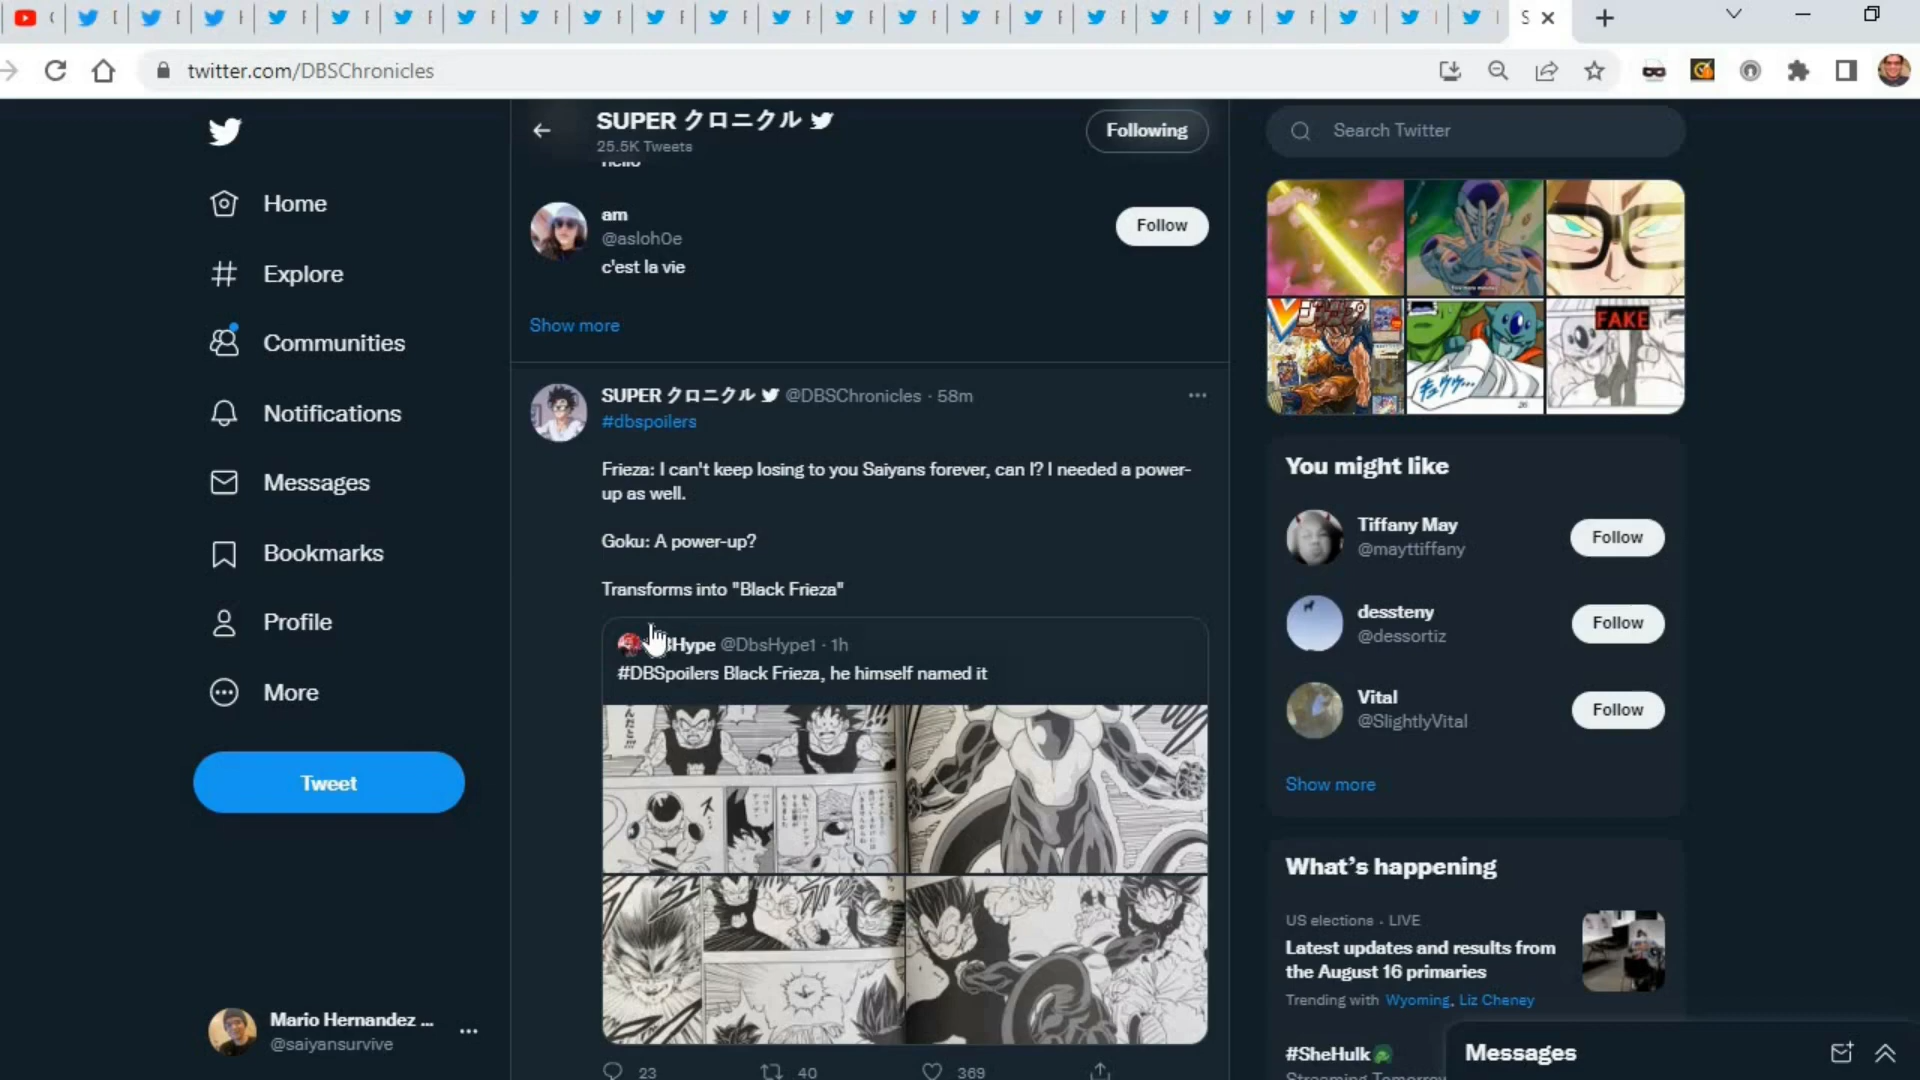 twitter.com/DBSChronicles
SUPER クロニクル
25.5K Tweets
Following
Search Twitter
Home
Explore
Communities
Notifications
Messages
Bookmarks
Profile
More
Tweet
Mario Hernandez ...
@saiyansurvive
hello
am
@asloh0e
c'est la vie
Follow
Show more
SUPER クロニクル @DBSChronicles · 58m
#dbspoilers
Frieza: I can't keep losing to you Saiyans forever, can I? I needed a power-
up as well.
Goku: A power-up?
Transforms into "Black Frieza"
Hype @DbsHype1 · 1h
#DBSpoilers Black Frieza, he himself named it
23
40
369
FAKE
You might like
Tiffany May
@mayttiffany
Follow
dessteny
@dessortiz
Follow
Vital
@SlightlyVital
Follow
Show more
What's happening
US elections · LIVE
Latest updates and results from
the August 16 primaries
Trending with Wyoming, Liz Cheney
#SheHulk
Streaming Tomorrow
Messages